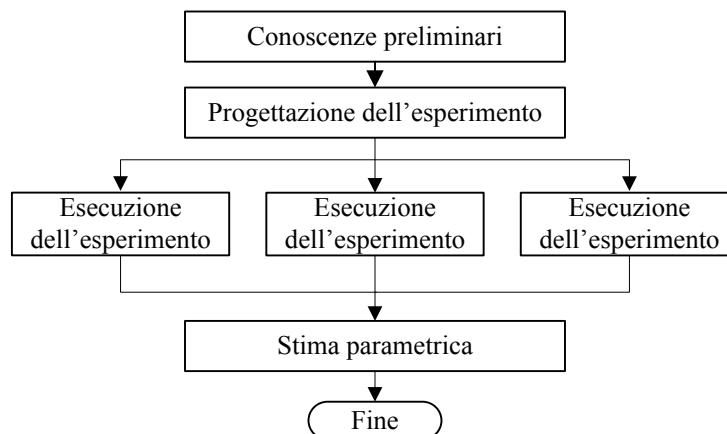 Conoscenze preliminari
Progettazione dell’esperimento
Esecuzione
dell’esperimento
Esecuzione
dell’esperimento
Esecuzione
dell’esperimento
Stima parametrica
Fine